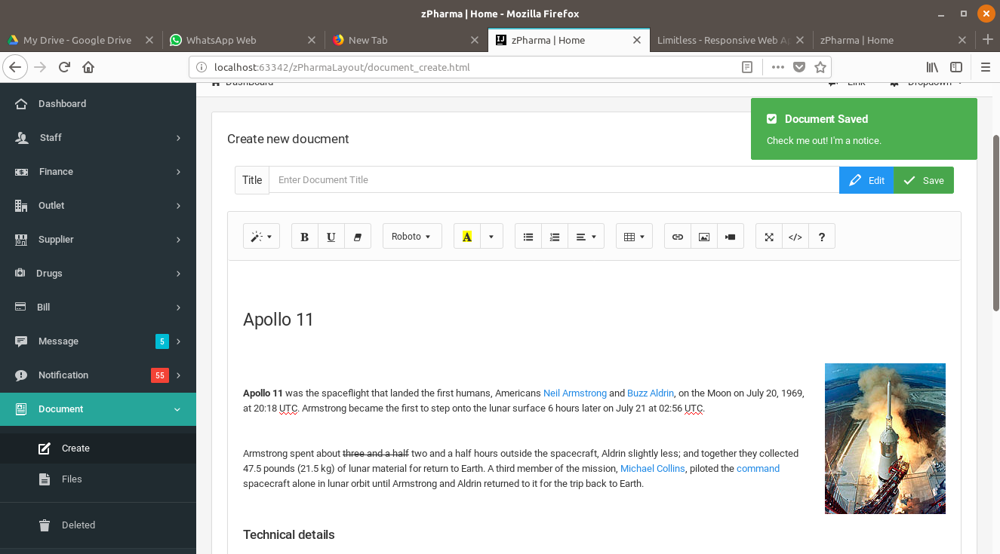 zPharma | Home - Mozilla Firefox
My Drive - Google Drive
WhatsApp Web
New Tab
zPharma | Home
Limitless - Responsive Web Ap
zPharma | Home
localhost:63342/zPharmaLayout/document_create.html
DashBoard
Link
Dropdown
Dashboard
Staff
Finance
Outlet
Supplier
Drugs
Bill
Message 5
Notification 55
Document
Create
Files
Deleted
Document Saved
Check me out! I'm a notice.
Create new doucment
Title Enter Document Title Edit Save
B U Roboto A </> ?
Apollo 11
Apollo 11 was the spaceflight that landed the first humans, Americans Neil Armstrong and Buzz Aldrin, on the Moon on July 20, 1969,
at 20:18 UTC. Armstrong became the first to step onto the lunar surface 6 hours later on July 21 at 02:56 UTC.
Armstrong spent about three and a half two and a half hours outside the spacecraft, Aldrin slightly less; and together they collected
47.5 pounds (21.5 kg) of lunar material for return to Earth. A third member of the mission, Michael Collins, piloted the command
spacecraft alone in lunar orbit until Armstrong and Aldrin returned to it for the trip back to Earth.
Technical details